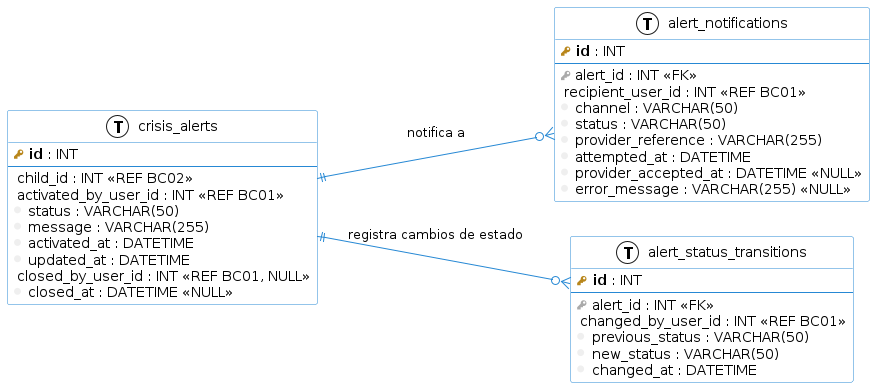 T crisis_alerts
id : INT
child_id : INT «REF BC02»
activated_by_user_id : INT «REF BC01»
status : VARCHAR(50)
message : VARCHAR(255)
activated_at : DATETIME
updated_at : DATETIME
closed_by_user_id : INT «REF BC01, NULL»
closed_at : DATETIME «NULL»
notifica a
registra cambios de estado
T alert_notifications
id : INT
alert_id : INT «FK»
recipient_user_id : INT «REF BC01»
channel : VARCHAR(50)
status : VARCHAR(50)
provider_reference : VARCHAR(255)
attempted_at : DATETIME
provider_accepted_at : DATETIME «NULL»
error_message : VARCHAR(255) «NULL»
T alert_status_transitions
id : INT
alert_id : INT «FK»
changed_by_user_id : INT «REF BC01»
previous_status : VARCHAR(50)
new_status : VARCHAR(50)
changed_at : DATETIME